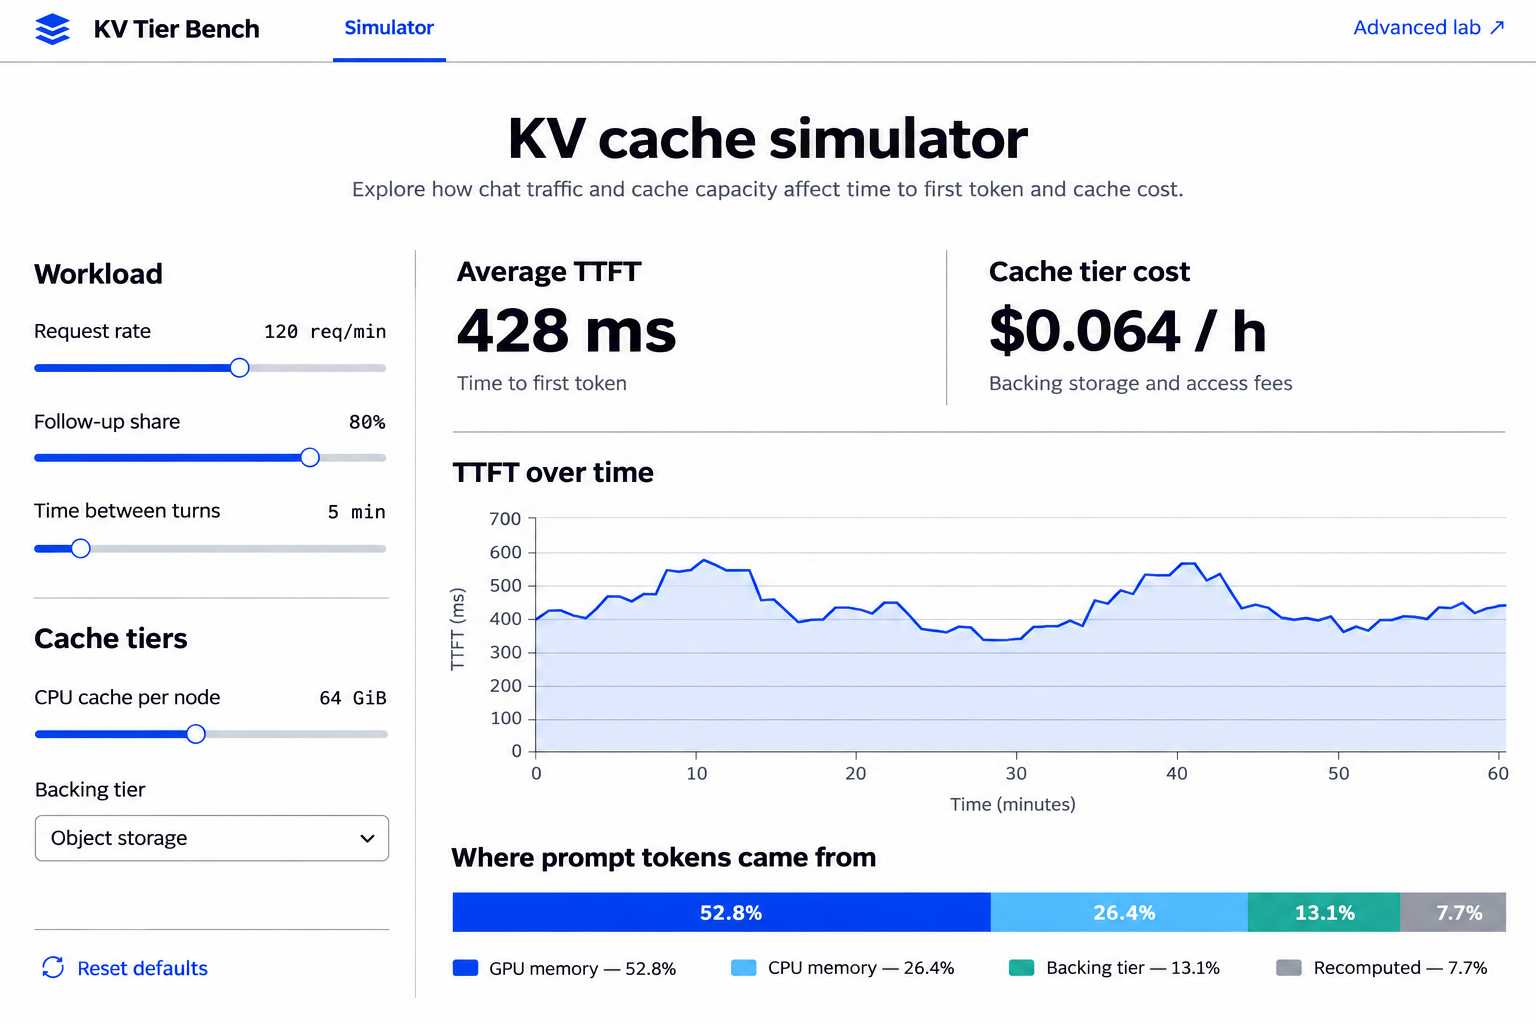 KV Tier Bench
Simulator
Advanced lab ↗
KV cache simulator
Explore how chat traffic and cache capacity affect time to first token and cache cost.
Workload
Request rate 120 req/min
Follow-up share 80%
Time between turns 5 min
Cache tiers
CPU cache per node 64 GiB
Backing tier
Object storage
Reset defaults
Average TTFT
428 ms
Time to first token
Cache tier cost
$0.064 / h
Backing storage and access fees
TTFT over time
TTFT (ms)
700
600
500
400
300
200
100
0
0 10 20 30 40 50 60
Time (minutes)
Where prompt tokens came from
52.8% 26.4% 13.1% 7.7%
GPU memory — 52.8% CPU memory — 26.4% Backing tier — 13.1% Recomputed — 7.7%